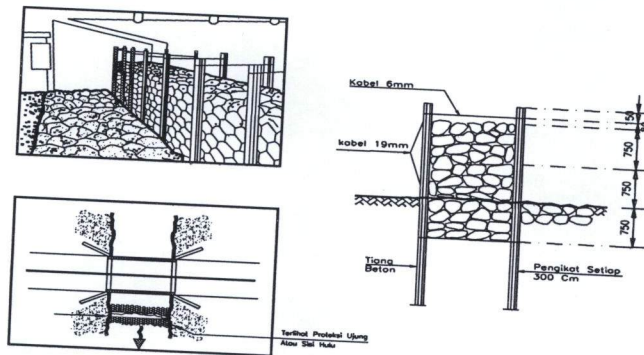 Kabel 6mm
kabel 19mm
150
750
750
750
Tiang
Beton
Pengikat Setiap
300 Cm
Terlihat Proteksi Ujung
Atau Sisi Hulu